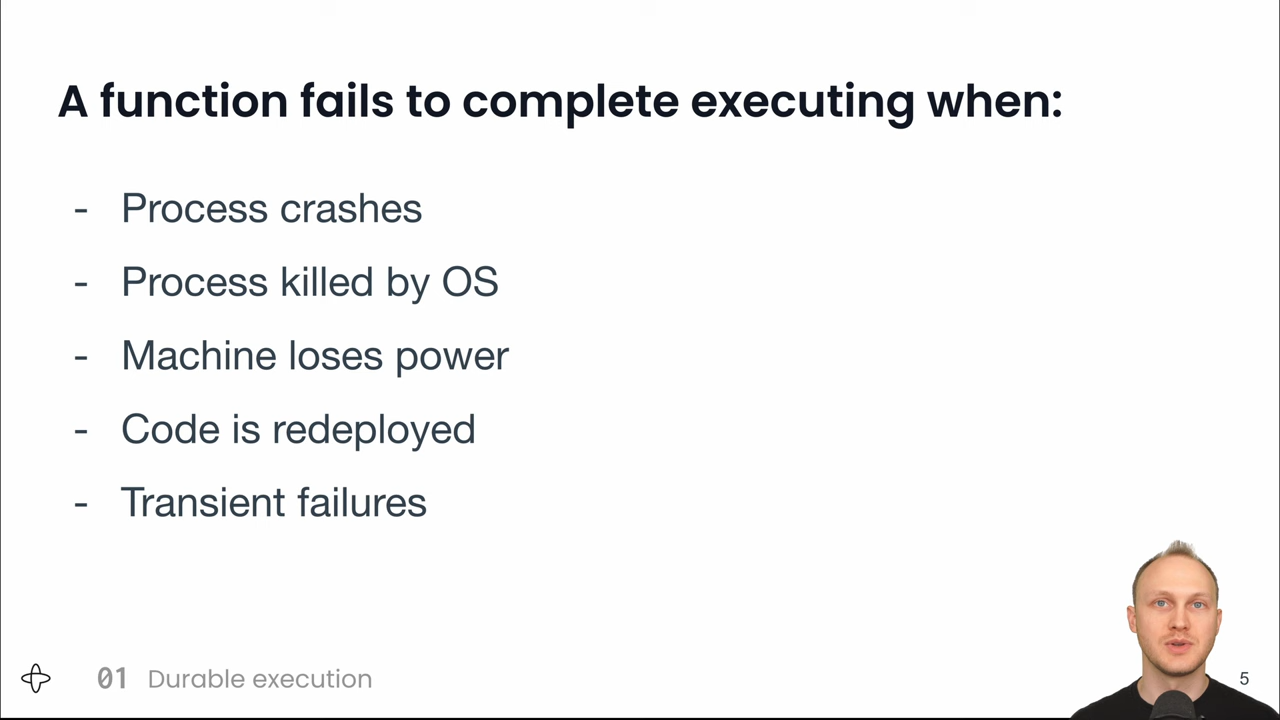 A function fails to complete executing when:
- Process crashes
- Process killed by OS
- Machine loses power
- Code is redeployed
- Transient failures
01 Durable execution
5